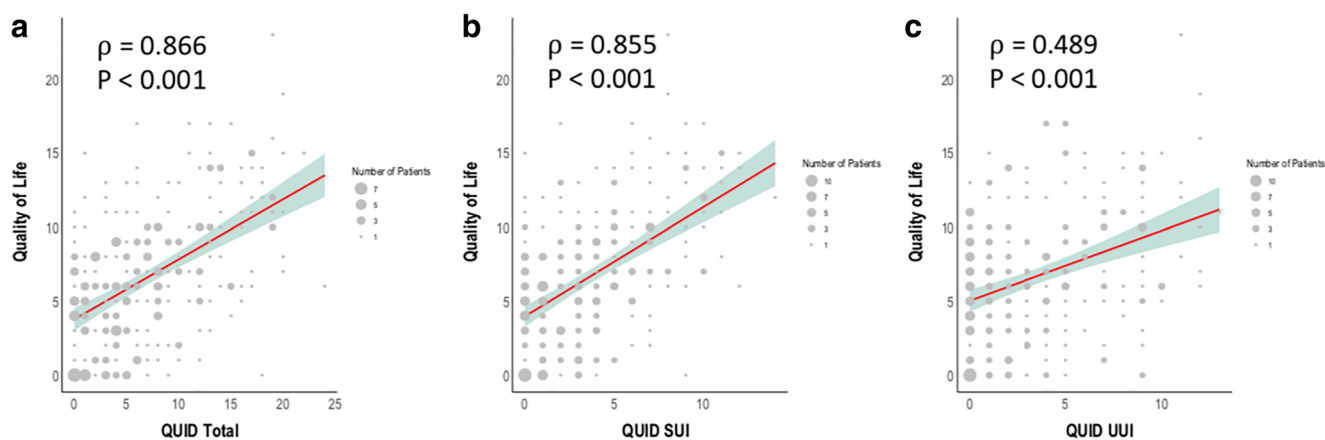 a
ρ = 0.866
P < 0.001
Quality of Life
20
15
10
5
0
0 5 10 15 20 25
QUID Total
Number of Patients
7
5
3
1
b
ρ = 0.855
P < 0.001
Quality of Life
20
15
10
5
0
0 5 10
QUID SUI
Number of Patients
10
7
5
3
1
c
ρ = 0.489
P < 0.001
Quality of Life
20
15
10
5
0
0 5 10
QUID UUI
Number of Patients
10
7
5
3
1